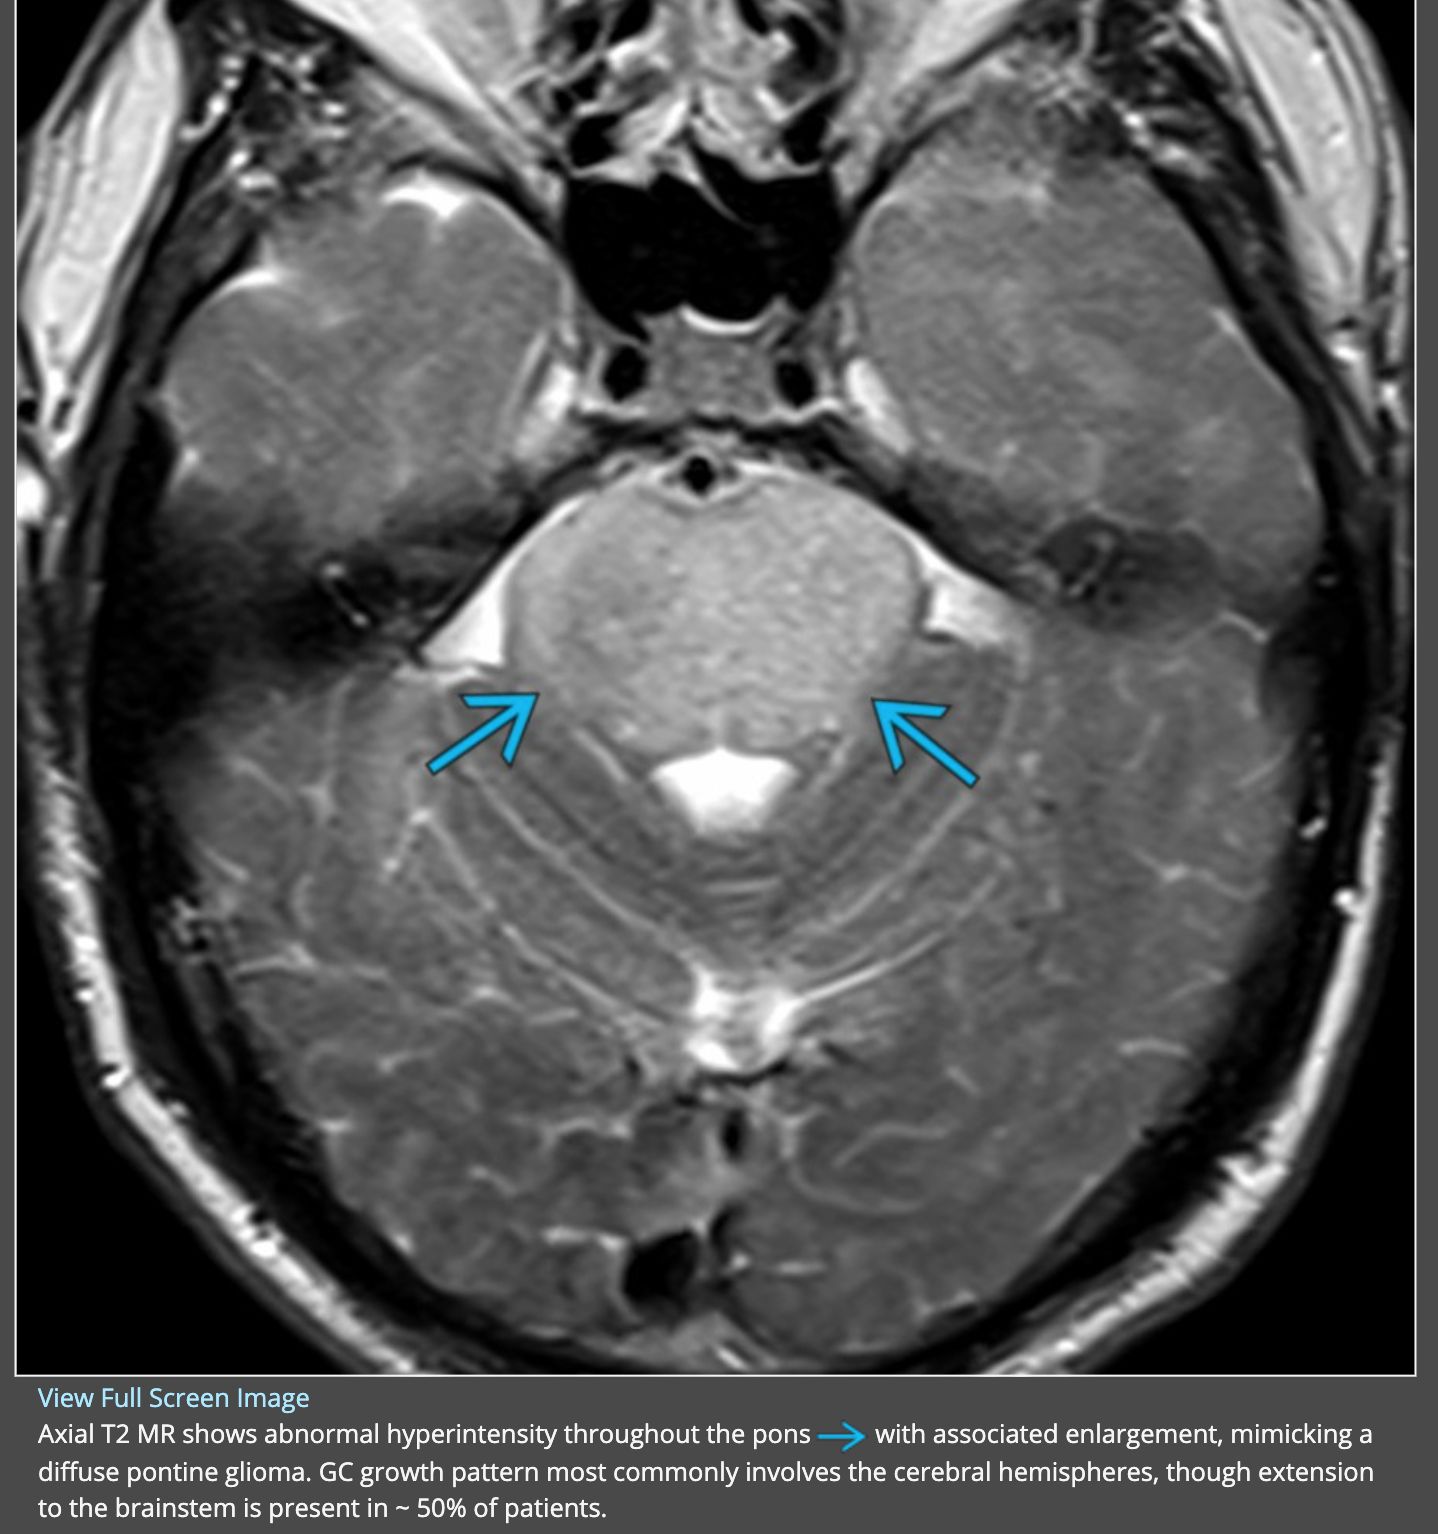 View Full Screen Image
Axial T2 MR shows abnormal hyperintensity throughout the pons with associated enlargement, mimicking a
diffuse pontine glioma. GC growth pattern most commonly involves the cerebral hemispheres, though extension
to the brainstem is present in ~ 50% of patients.